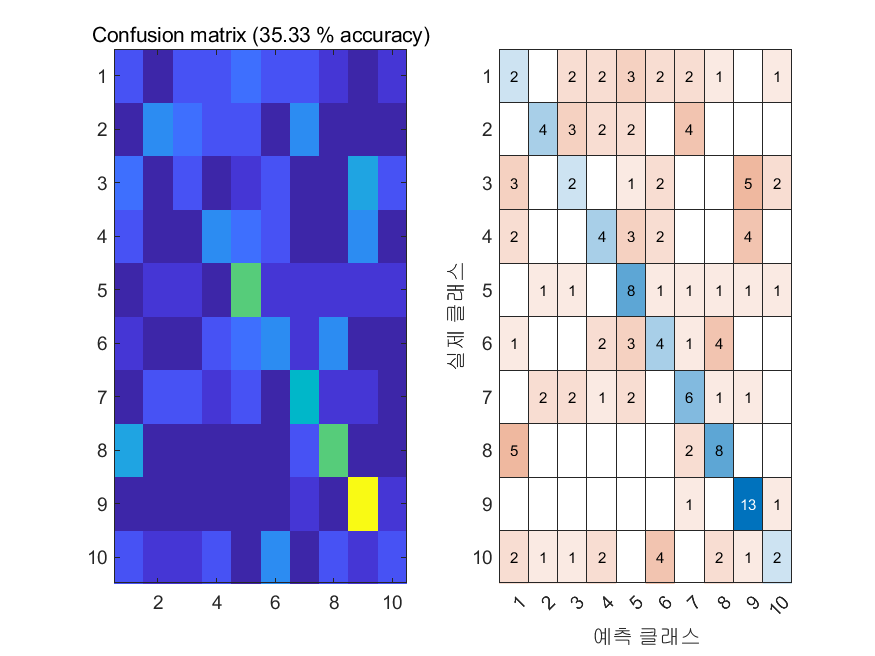 Confusion matrix (35.33 % accuracy)
1
2
3
4
5
6
7
8
9
10
2 4 6 8 10
실제 클래스
1 2 2 2 3 2 2 1 1
2 4 3 2 2 4
3 3 2 1 2 5 2
4 2 4 3 2 4
5 1 1 8 1 1 1 1 1
6 1 2 3 4 1 4
7 2 2 1 2 6 1 1
8 5 2 8
9 1 13 1
10 2 1 1 2 4 2 1 2
1 2 3 4 5 6 7 8 9 10
예측 클래스